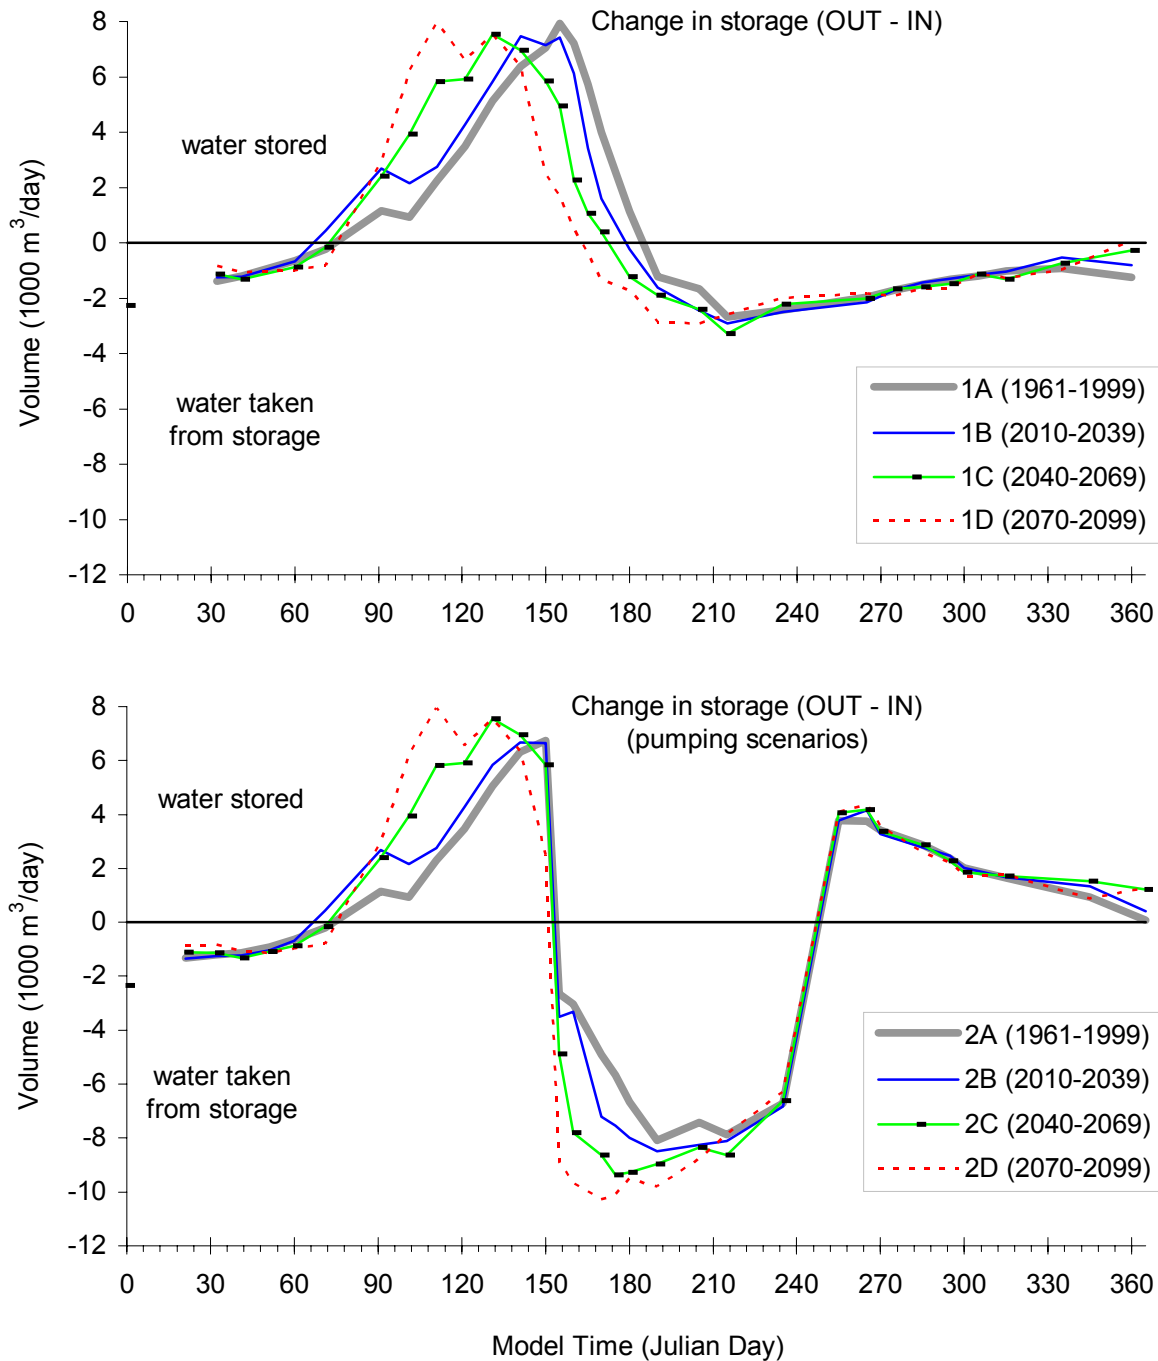 Change in storage (OUT - IN)
8
6
4
2
0
-2
-4
-6
-8
-10
-12
Volume (1000 m³/day)
water stored
water taken
from storage
1A (1961-1999)
1B (2010-2039)
1C (2040-2069)
1D (2070-2099)
0 30 60 90 120 150 180 210 240 270 300 330 360
Change in storage (OUT - IN)
(pumping scenarios)
8
6
4
2
0
-2
-4
-6
-8
-10
-12
Volume (1000 m³/day)
water stored
water taken
from storage
2A (1961-1999)
2B (2010-2039)
2C (2040-2069)
2D (2070-2099)
0 30 60 90 120 150 180 210 240 270 300 330 360
Model Time (Julian Day)